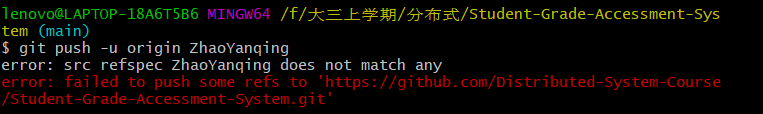 lenovo@LAPTOP-18A6T5B6 MINGW64 /f/大三上学期/分布式/Student-Grade-Accessment-Sys
tem (main)
$ git push -u origin ZhaoYanqing
error: src refspec ZhaoYanqing does not match any
error: failed to push some refs to 'https://github.com/Distributed-System-Course
/Student-Grade-Accessment-System.git'